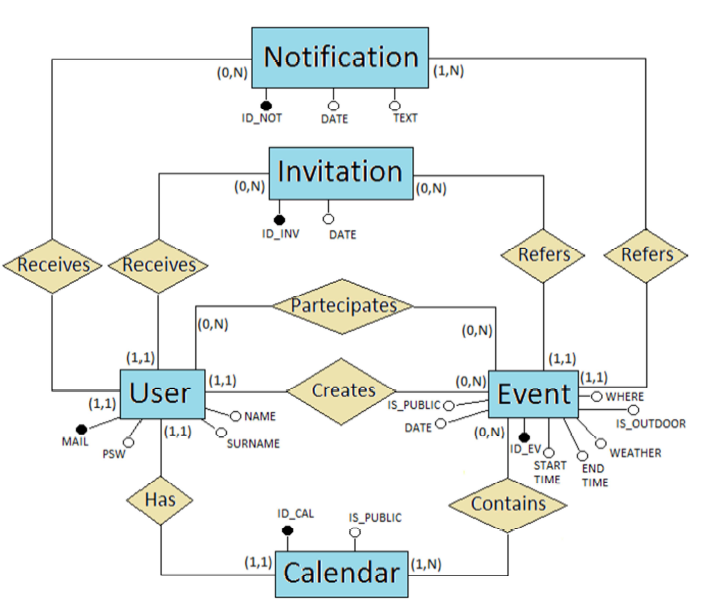 Notification
(0,N)
(1,N)
ID_NOT
DATE
TEXT
Invitation
(0,N)
(0,N)
ID_INV
DATE
Receives
Receives
Refers
Refers
Partecipates
(0,N)
(0,N)
(1,1)
(1,1)
User
(1,1)
Creates
(0,N)
Event
(1,1)
(1,1)
WHERE
IS_PUBLIC
IS_OUTDOOR
MAIL
PSW
(1,1)
NAME
SURNAME
DATE
(0,N)
ID_EV
START
TIME
END
TIME
WEATHER
Has
Contains
ID_CAL
IS_PUBLIC
(1,1)
Calendar
(1,N)